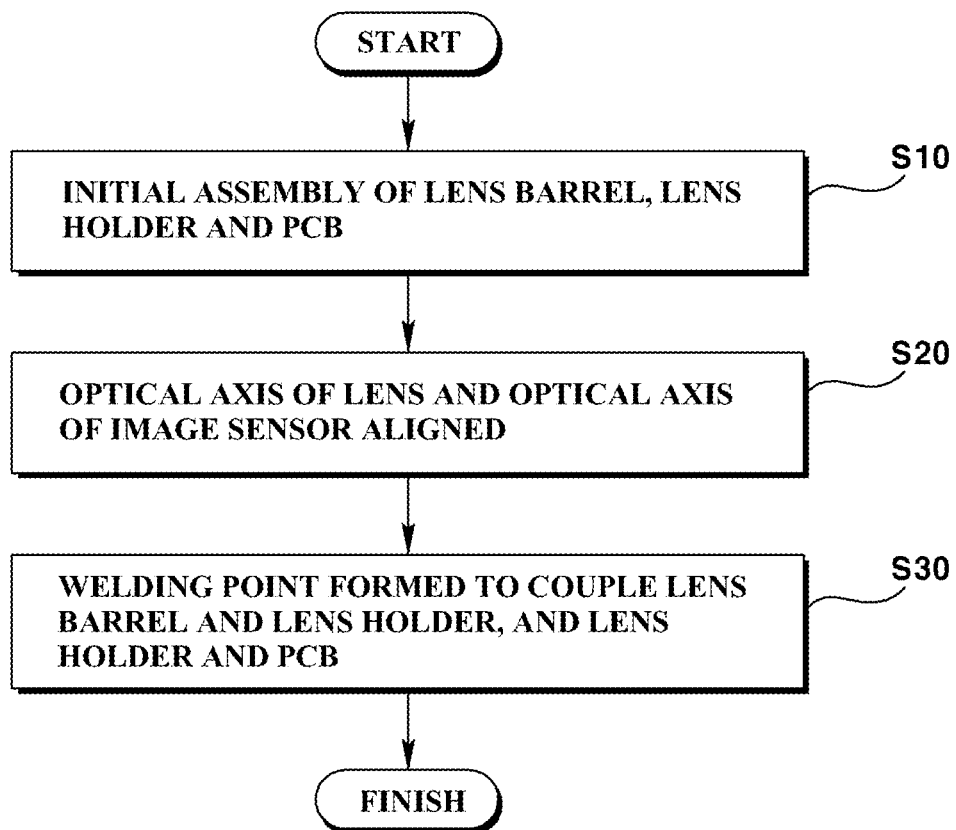 START
S10
INITIAL ASSEMBLY OF LENS BARREL, LENS
HOLDER AND PCB
S20
OPTICAL AXIS OF LENS AND OPTICAL AXIS
OF IMAGE SENSOR ALIGNED
S30
WELDING POINT FORMED TO COUPLE LENS
BARREL AND LENS HOLDER, AND LENS
HOLDER AND PCB
FINISH